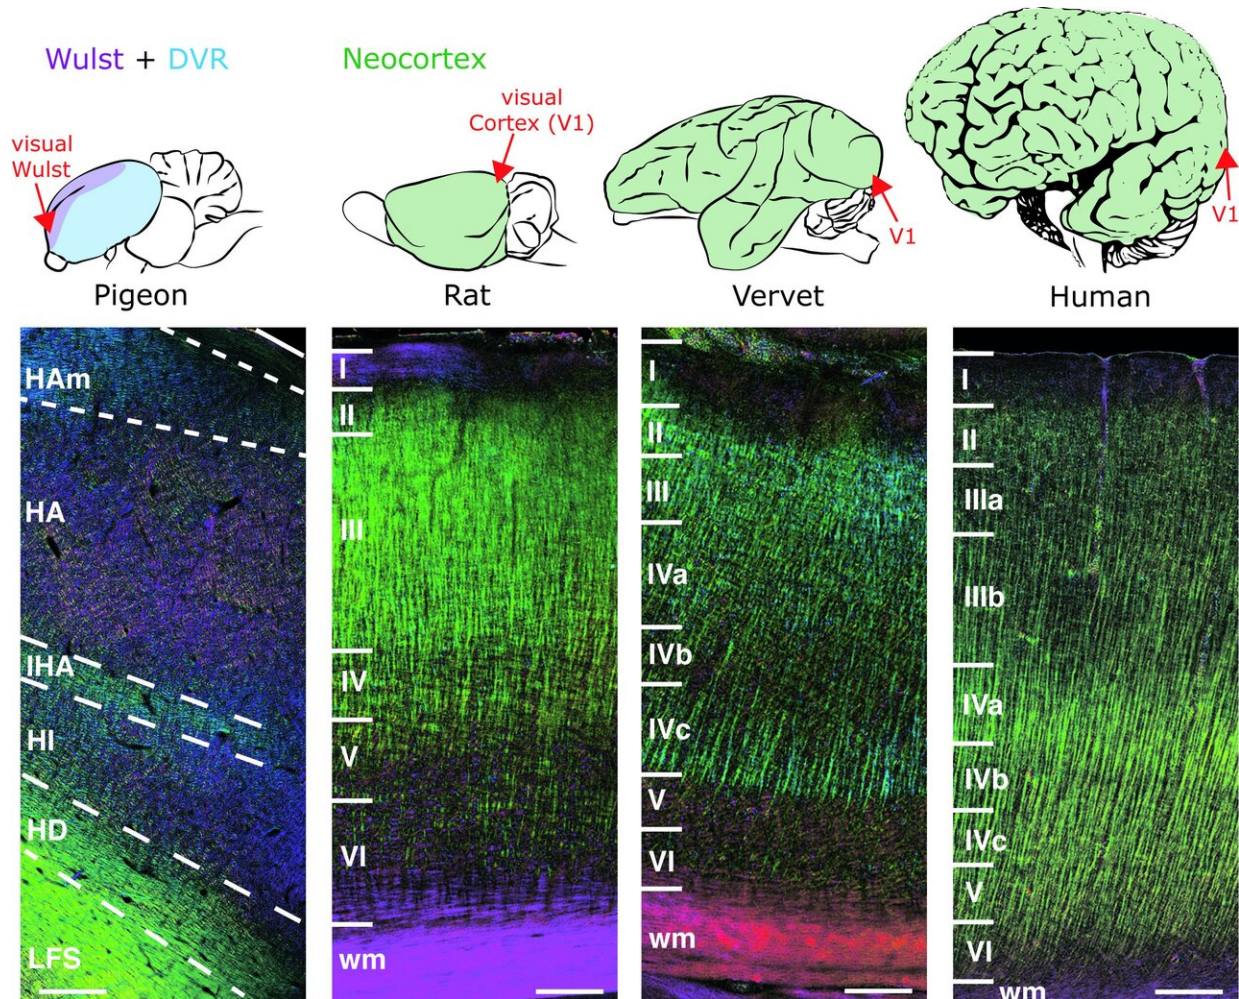 Wulst + DVR
Neocortex
visual
Wulst
visual
Cortex (V1)
V1
V1
Pigeon
Rat
Vervet
Human
HAm
HA
IHA
HI
HD
LFS
I
II
III
IV
V
VI
wm
I
II
III
IVa
IVb
IVc
V
VI
wm
I
II
IIIa
IIIb
IVa
IVb
IVc
V
VI
wm